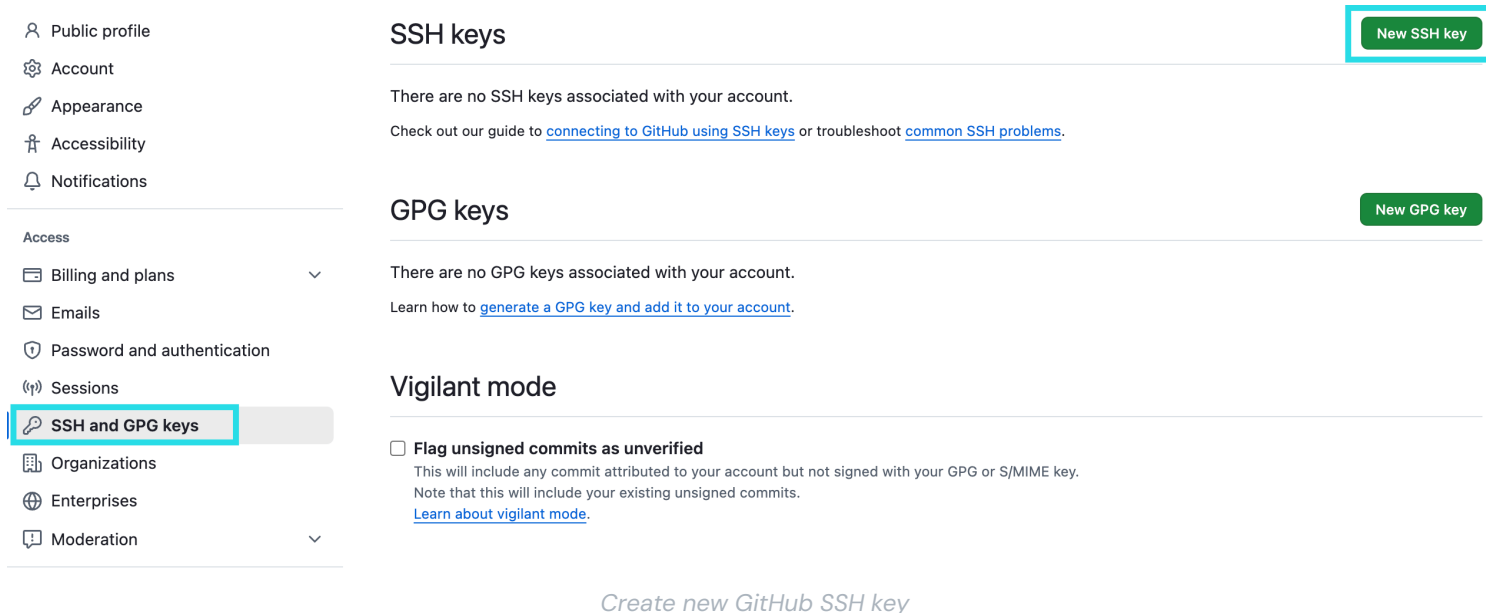 Public profile
Account
Appearance
Accessibility
Notifications
Access
Billing and plans
Emails
Password and authentication
Sessions
SSH and GPG keys
Organizations
Enterprises
Moderation
SSH keys
New SSH key
There are no SSH keys associated with your account.
Check out our guide to connecting to GitHub using SSH keys or troubleshoot common SSH problems.
GPG keys
New GPG key
There are no GPG keys associated with your account.
Learn how to generate a GPG key and add it to your account.
Vigilant mode
Flag unsigned commits as unverified
This will include any commit attributed to your account but not signed with your GPG or S/MIME key.
Note that this will include your existing unsigned commits.
Learn about vigilant mode.
Create new GitHub SSH key